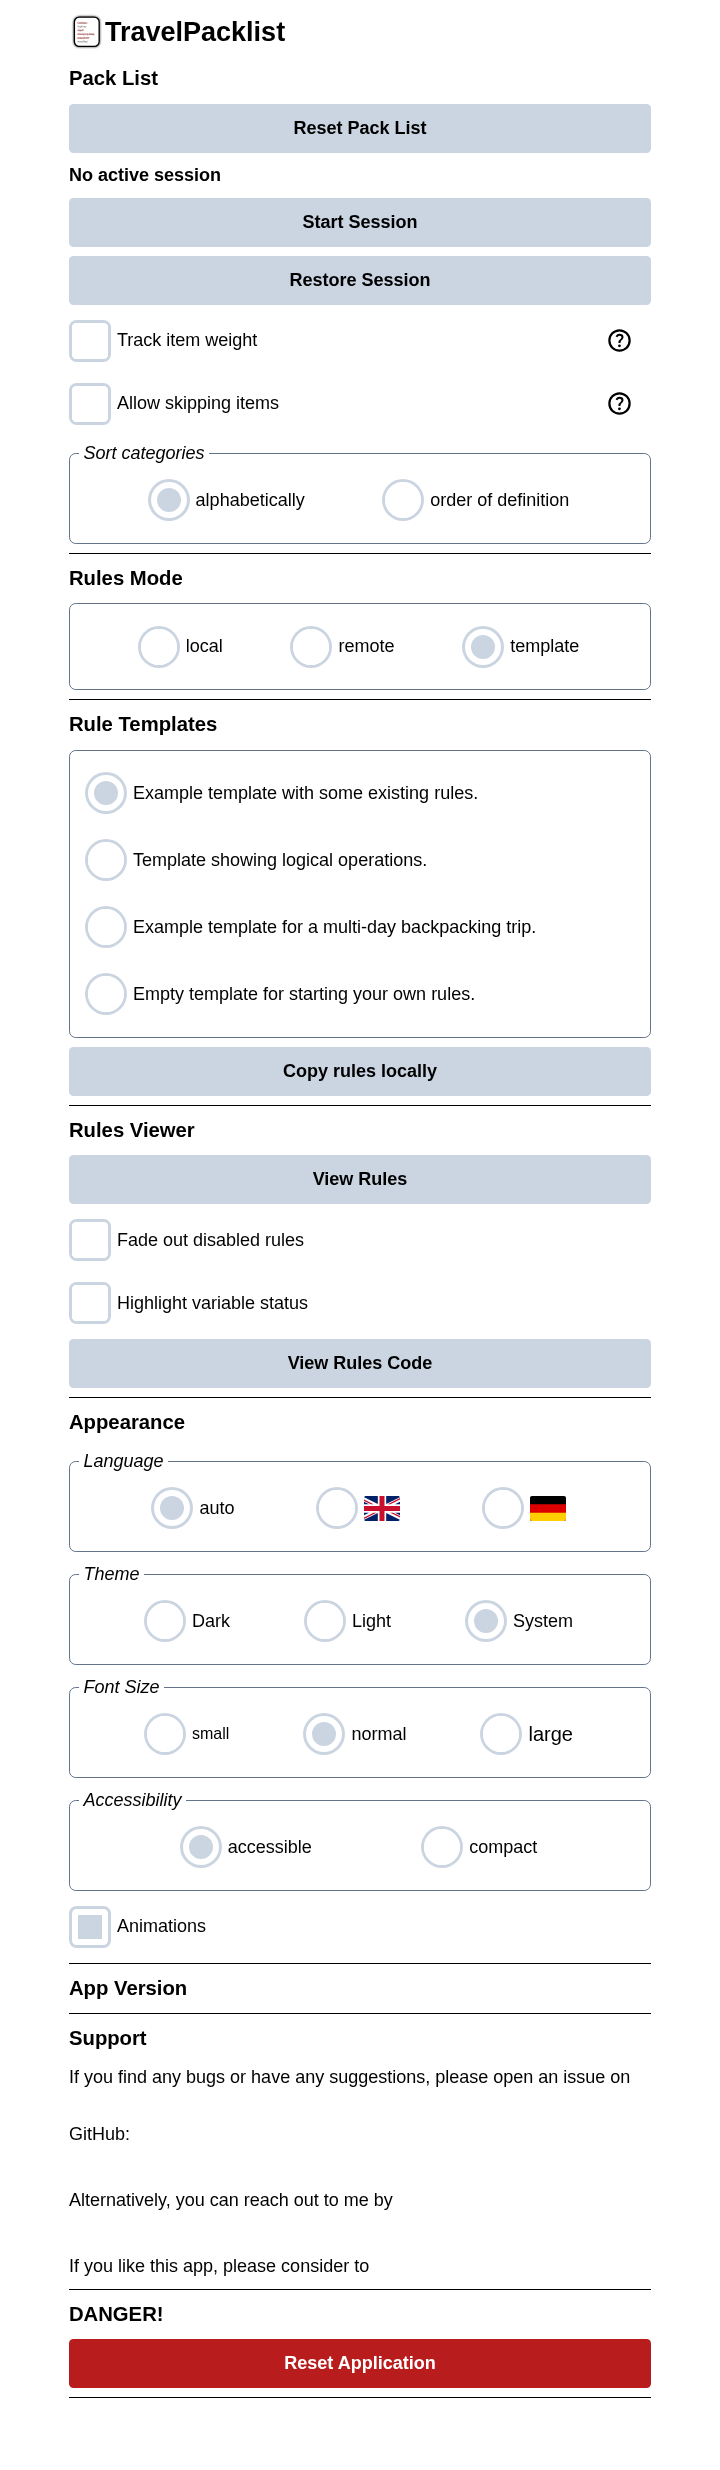 TravelPacklist
Pack List
Reset Pack List
No active session
Start Session
Restore Session
Track item weight
Allow skipping items
Sort categories
alphabetically order of definition
Rules Mode
local remote template
Rule Templates
Example template with some existing rules.
Template showing logical operations.
Example template for a multi-day backpacking trip.
Empty template for starting your own rules.
Copy rules locally
Rules Viewer
View Rules
Fade out disabled rules
Highlight variable status
View Rules Code
Appearance
Language
auto
Theme
Dark Light System
Font Size
small normal large
Accessibility
accessible compact
Animations
App Version
Support
If you find any bugs or have any suggestions, please open an issue on
GitHub:
Alternatively, you can reach out to me by
If you like this app, please consider to
DANGER!
Reset Application